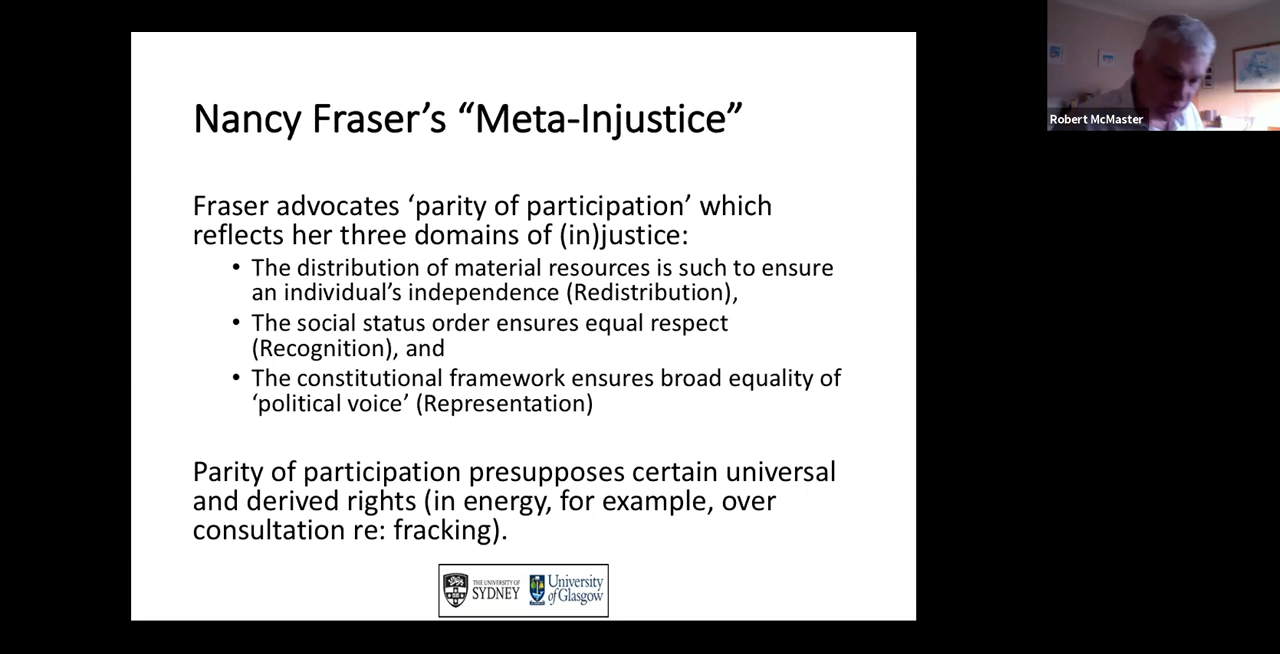 Nancy Fraser’s “Meta-Injustice”
Fraser advocates ‘parity of participation’ which
reflects her three domains of (in)justice:
• The distribution of material resources is such to ensure
an individual’s independence (Redistribution),
• The social status order ensures equal respect
(Recognition), and
• The constitutional framework ensures broad equality of
‘political voice’ (Representation)
Parity of participation presupposes certain universal
and derived rights (in energy, for example, over
consultation re: fracking).
THE UNIVERSITY OF
SYDNEY
University
of Glasgow
Robert McMaster